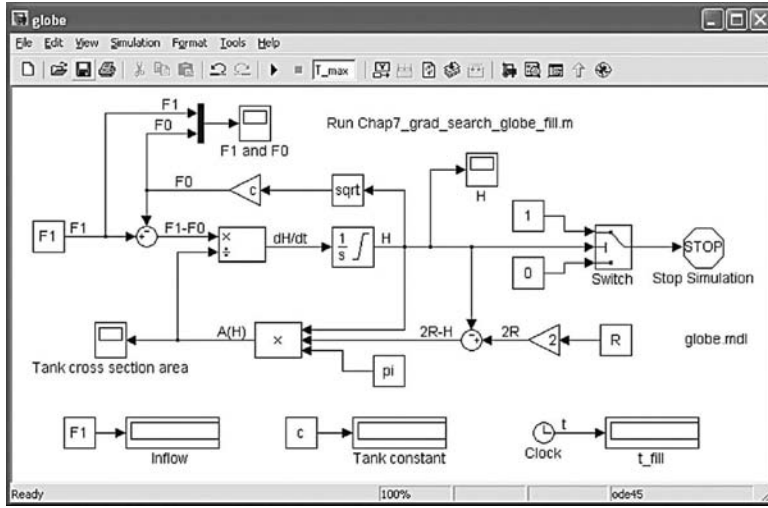 globe
File Edit View Simulation Format Tools Help
T_max
F1
F0
F1 and F0
Run Chap7_grad_search_globe_fill.m
H
F0
c
sqrt
F1
F1
F1-F0
×
÷
dH/dt
1
s
H
1
0
Switch
STOP
Stop Simulation
Tank cross section area
A(H)
×
2R-H
2R
2
R
globe.mdl
pi
F1
Inflow
c
Tank constant
Clock
t
t_fill
Ready
100%
ode45